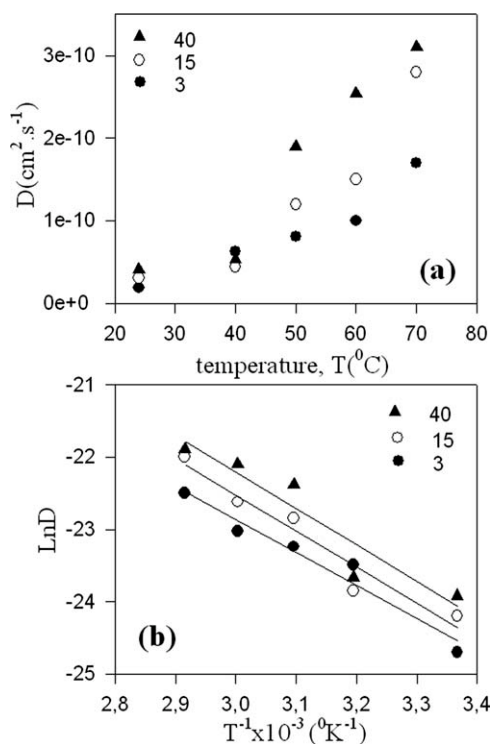 40
15
3
3e-10
2e-10
1e-10
0e+0
D(cm².s⁻¹)
(a)
20 30 40 50 60 70 80
temperature, T(⁰C)
40
15
3
-21
-22
-23
-24
-25
LnD
(b)
2,8 2,9 3,0 3,1 3,2 3,3 3,4
T⁻¹x10⁻³ (⁰K⁻¹)